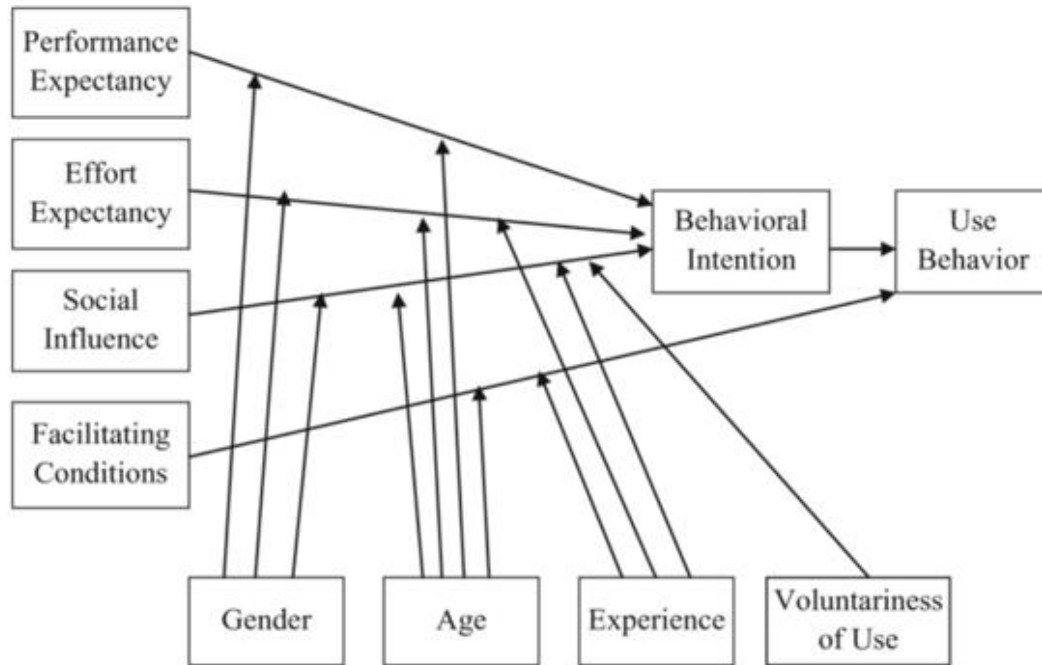 Performance
Expectancy
Effort
Expectancy
Social
Influence
Facilitating
Conditions
Behavioral
Intention
Use
Behavior
Gender
Age
Experience
Voluntariness
of Use